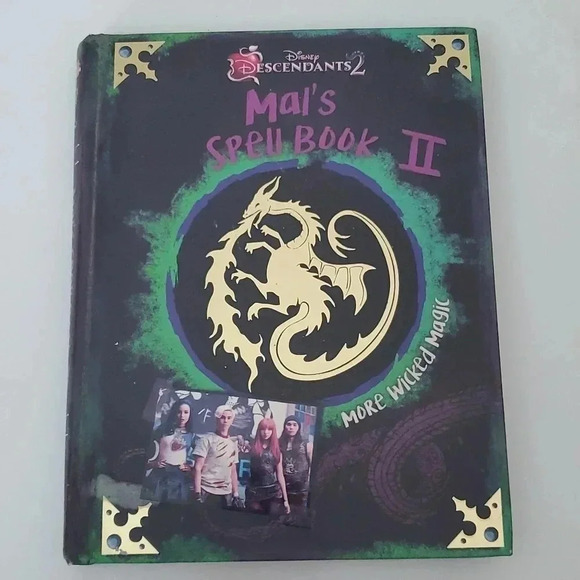 Disney
DESCENDANTS 2
Mal's
Spell BOOK II
MORE WICKED MAGIC